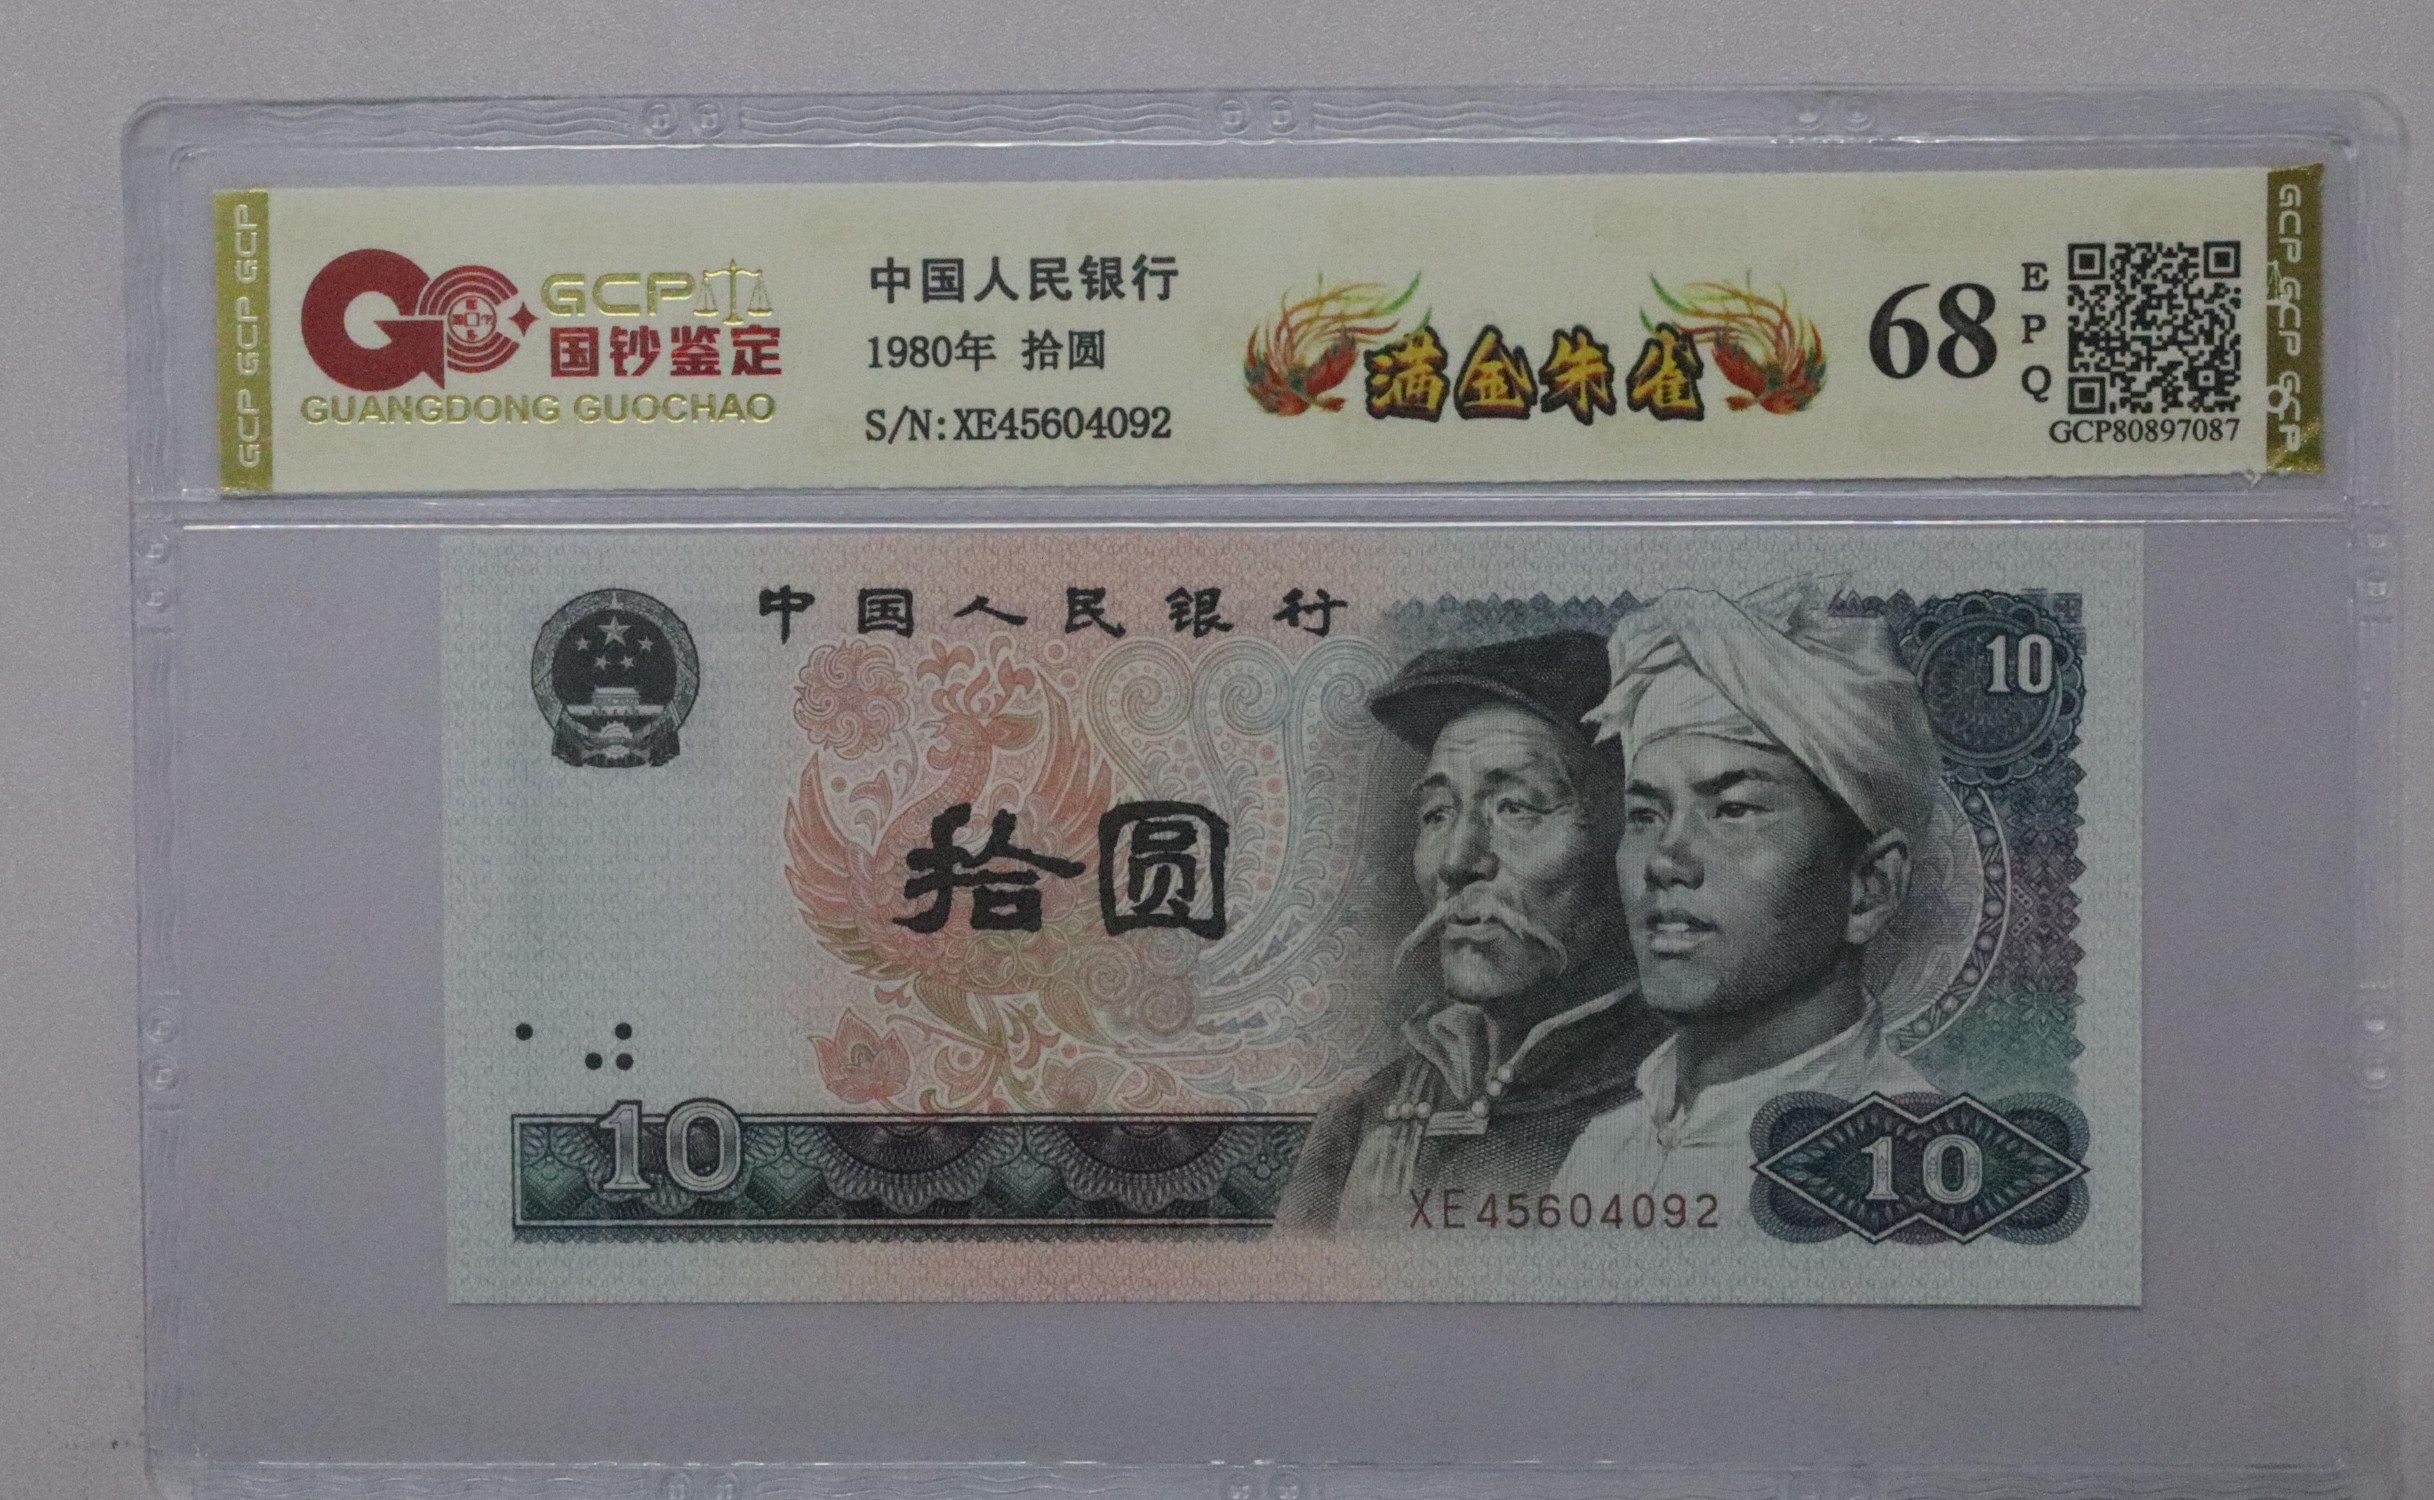 GCP GCP GCP
GCP
国钞鉴定
GUANGDONG GUOCHAO
中国人民银行
1980年 拾圆
S/N:XE45604092
满金朱雀
68
EPQ
GCP80897087
GCP GCP GCP
中国人民银行
10
拾圆
10
XE45604092
10